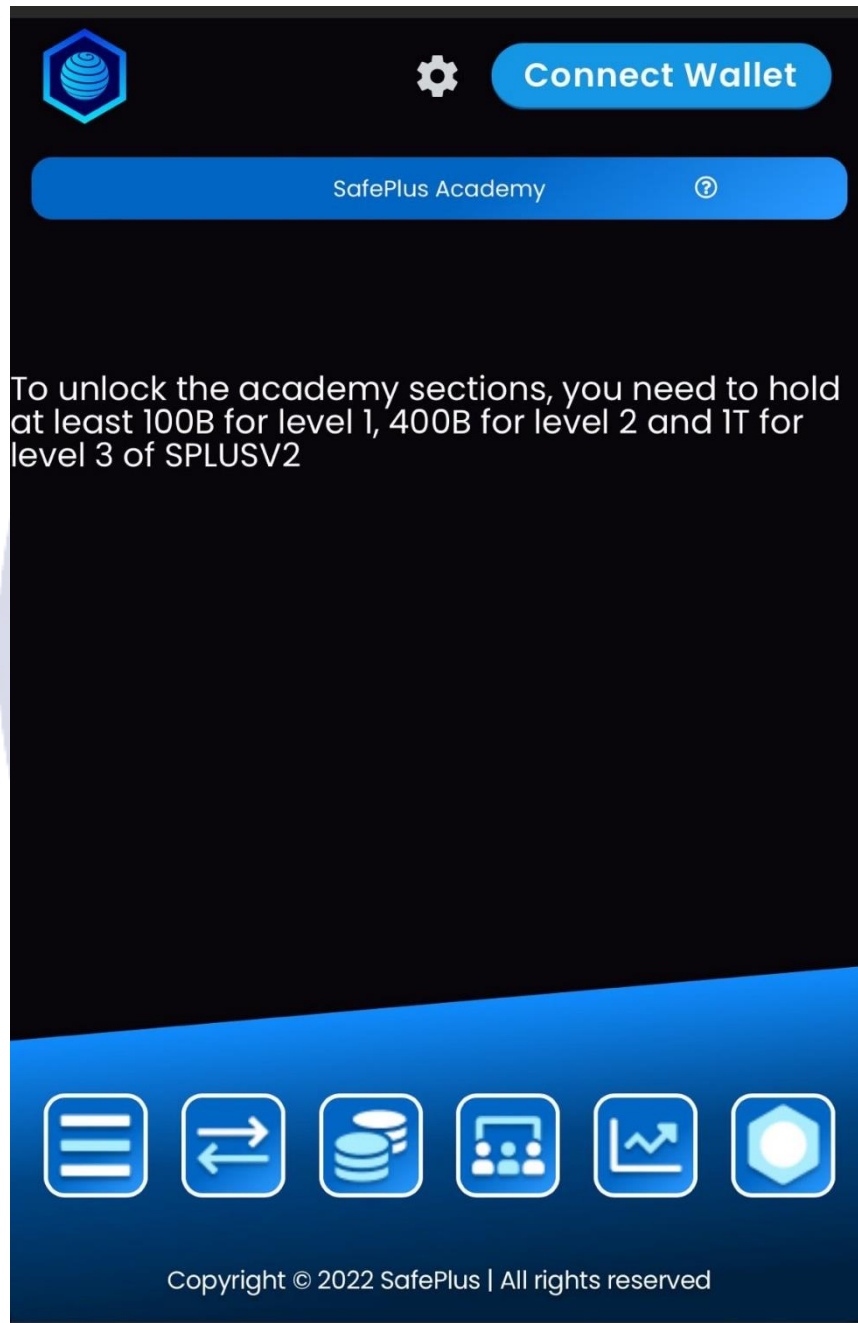 Connect Wallet
SafePlus Academy
To unlock the academy sections, you need to hold
at least 100B for level 1, 400B for level 2 and 1T for
level 3 of SPLUSV2
Copyright © 2022 SafePlus | All rights reserved